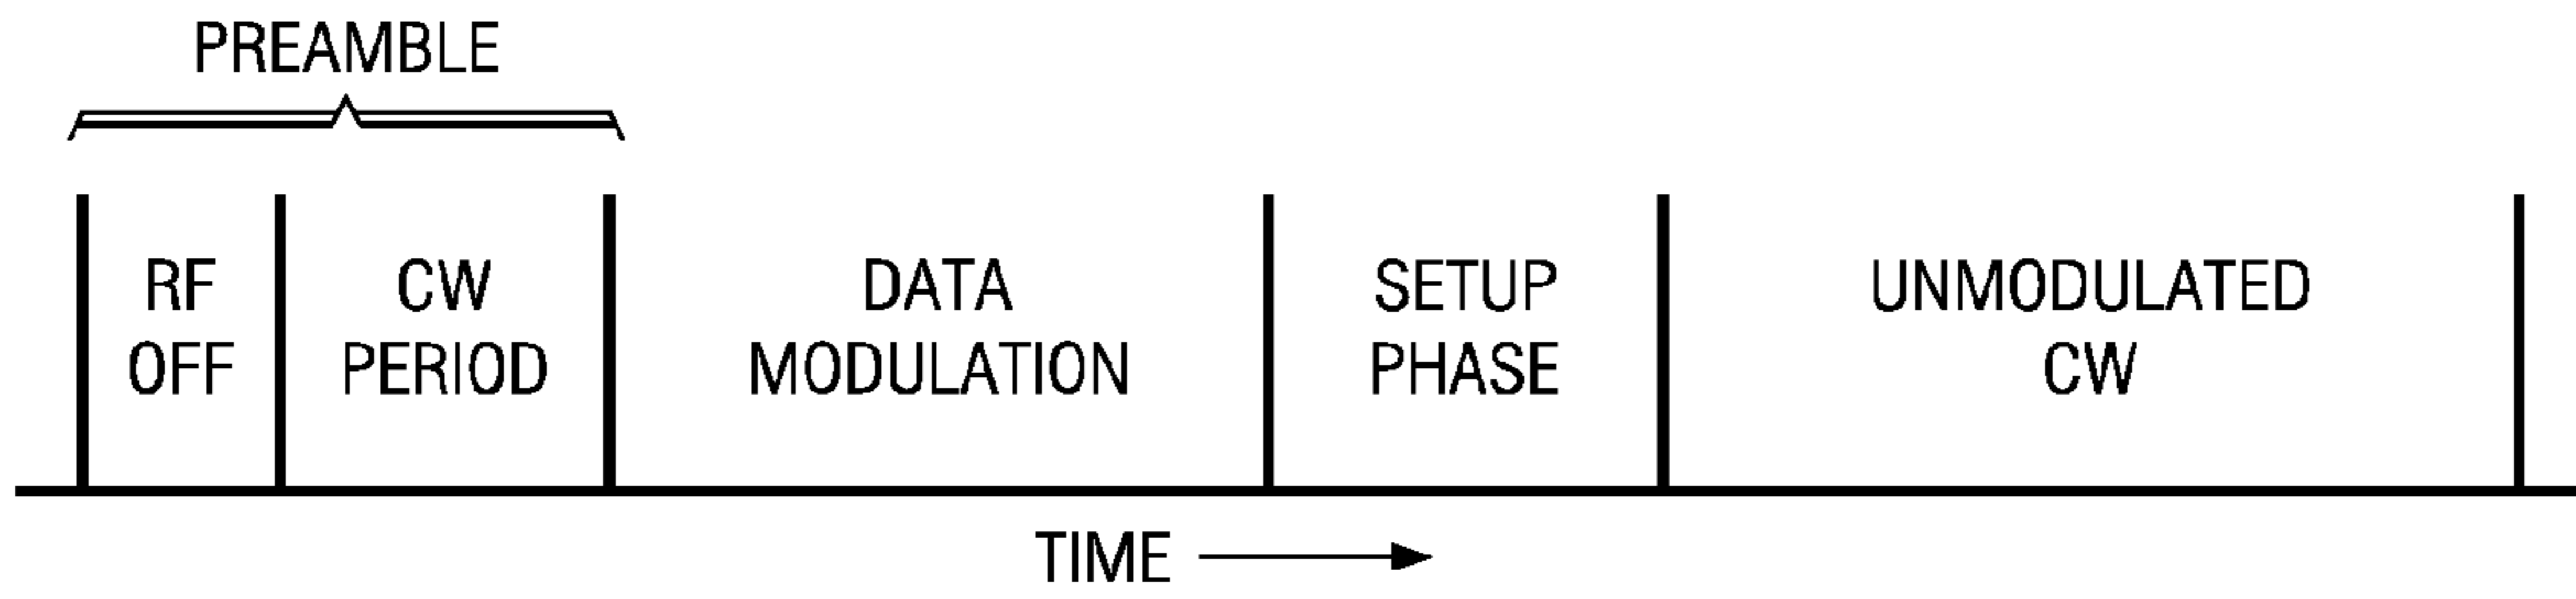 PREAMBLE
RF
OFF
CW
PERIOD
DATA
MODULATION
SETUP
PHASE
UNMODULATED
CW
TIME